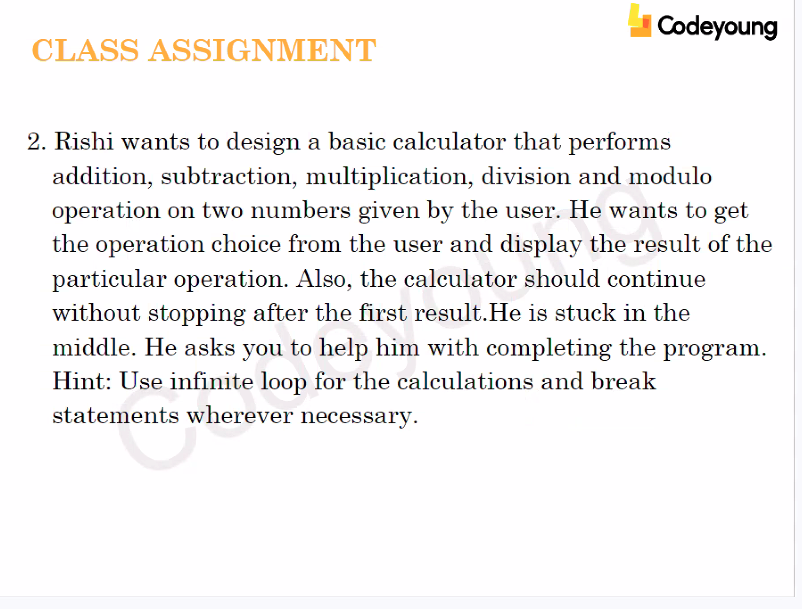 Codeyoung
CLASS ASSIGNMENT
2. Rishi wants to design a basic calculator that performs
addition, subtraction, multiplication, division and modulo
operation on two numbers given by the user. He wants to get
the operation choice from the user and display the result of the
particular operation. Also, the calculator should continue
without stopping after the first result.He is stuck in the
middle. He asks you to help him with completing the program.
Hint: Use infinite loop for the calculations and break
statements wherever necessary.
Codeyoung